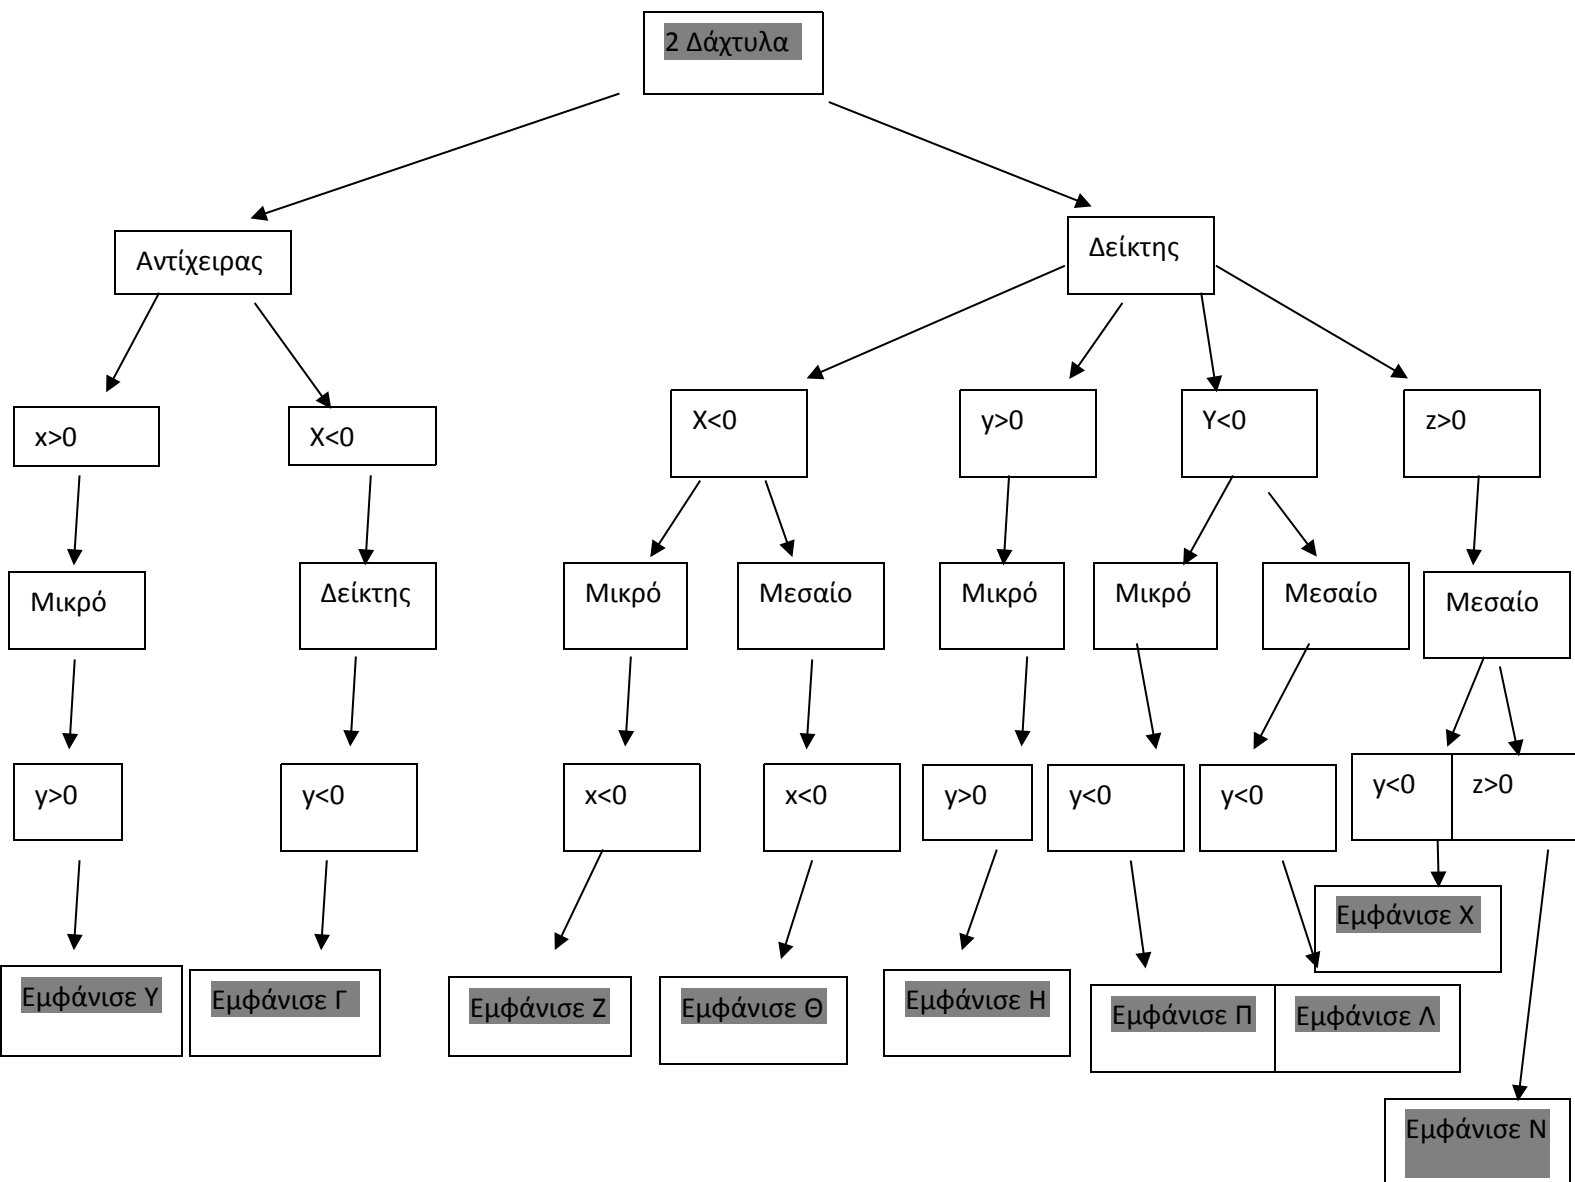 2 Δάχτυλα
Αντίχειρας
Δείκτης
x>0
X<0
X<0
y>0
Y<0
z>0
Μικρό
Δείκτης
Μικρό
Μεσαίο
Μικρό
Μικρό
Μεσαίο
Μεσαίο
y>0
y<0
x<0
x<0
y>0
y<0
y<0
y<0
z>0
Εμφάνισε Υ
Εμφάνισε Γ
Εμφάνισε Ζ
Εμφάνισε Θ
Εμφάνισε Η
Εμφάνισε Π
Εμφάνισε Λ
Εμφάνισε Χ
Εμφάνισε Ν